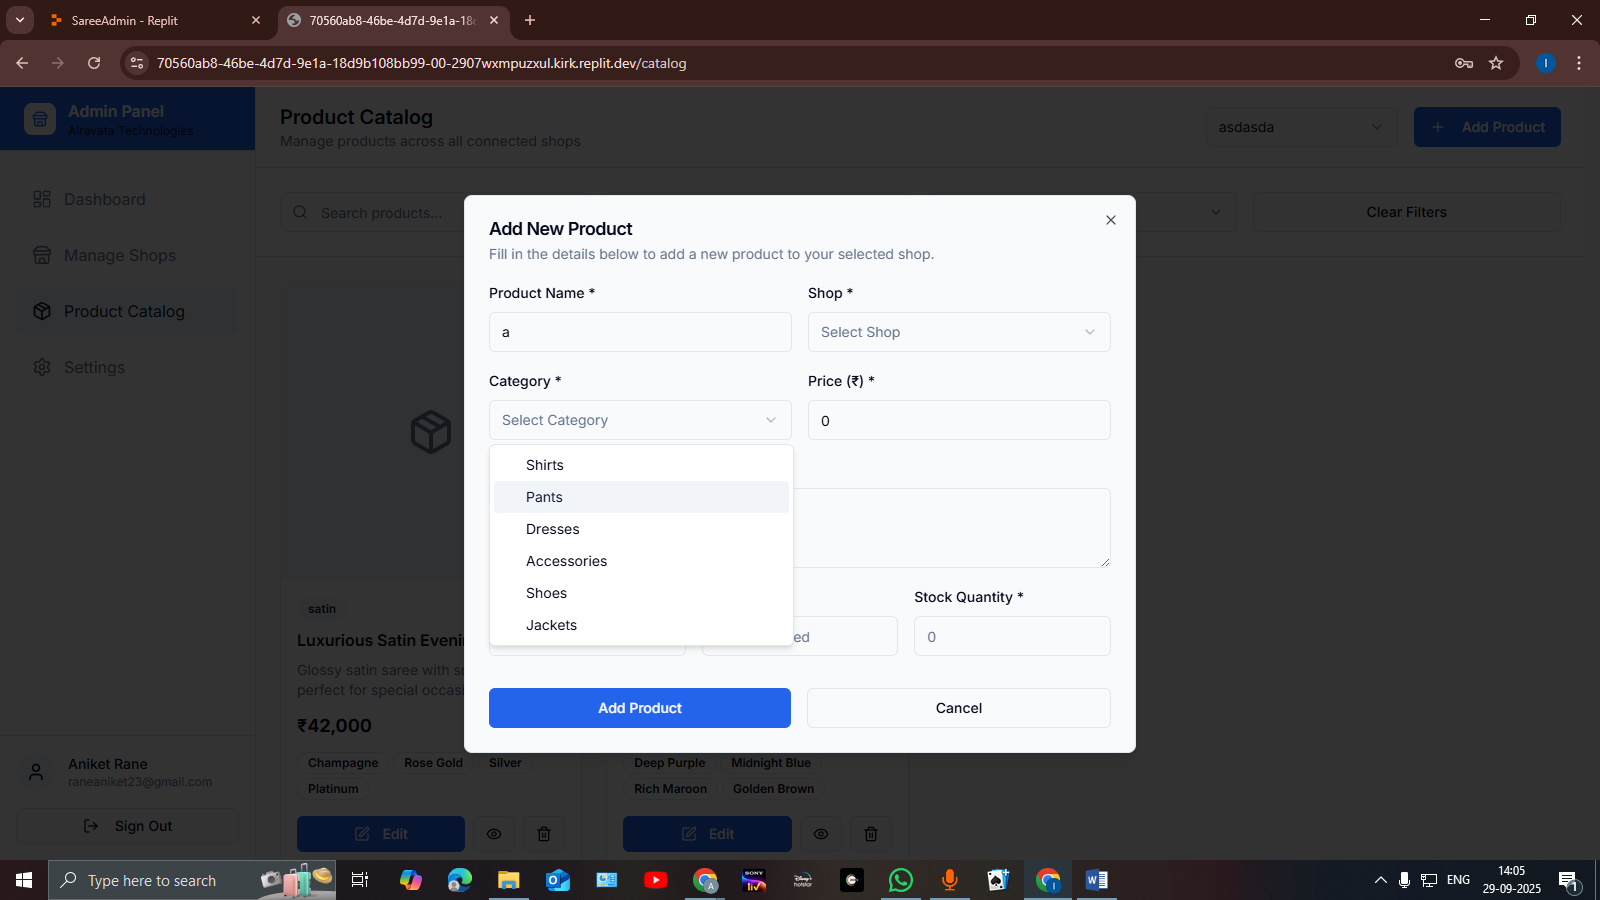 SareeAdmin - Replit
70560ab8-46be-4d7d-9e1a-18d
70560ab8-46be-4d7d-9e1a-18d9b108bb99-00-2907wxmpuzxul.kirk.replit.dev/catalog
I
Admin Panel
Airavata Technologies
Product Catalog
Manage products across all connected shops
asdasda
+ Add Product
Dashboard
Manage Shops
Product Catalog
Settings
Search products...
Clear Filters
Add New Product
Fill in the details below to add a new product to your selected shop.
Product Name *
Shop *
a
Select Shop
Category *
Price (₹) *
Select Category
0
Shirts
Pants
Dresses
Accessories
Shoes
Jackets
Stock Quantity *
ed
0
Add Product
Cancel
satin
Luxurious Satin Eveni
Glossy satin saree with s
perfect for special occasi
₹42,000
Champagne
Rose Gold
Silver
Platinum
Deep Purple
Midnight Blue
Rich Maroon
Golden Brown
Edit
Edit
Aniket Rane
raneaniket23@gmail.com
Sign Out
Type here to search
A
SONY
liv
hotstar
I
ENG
14:05
29-09-2025
1